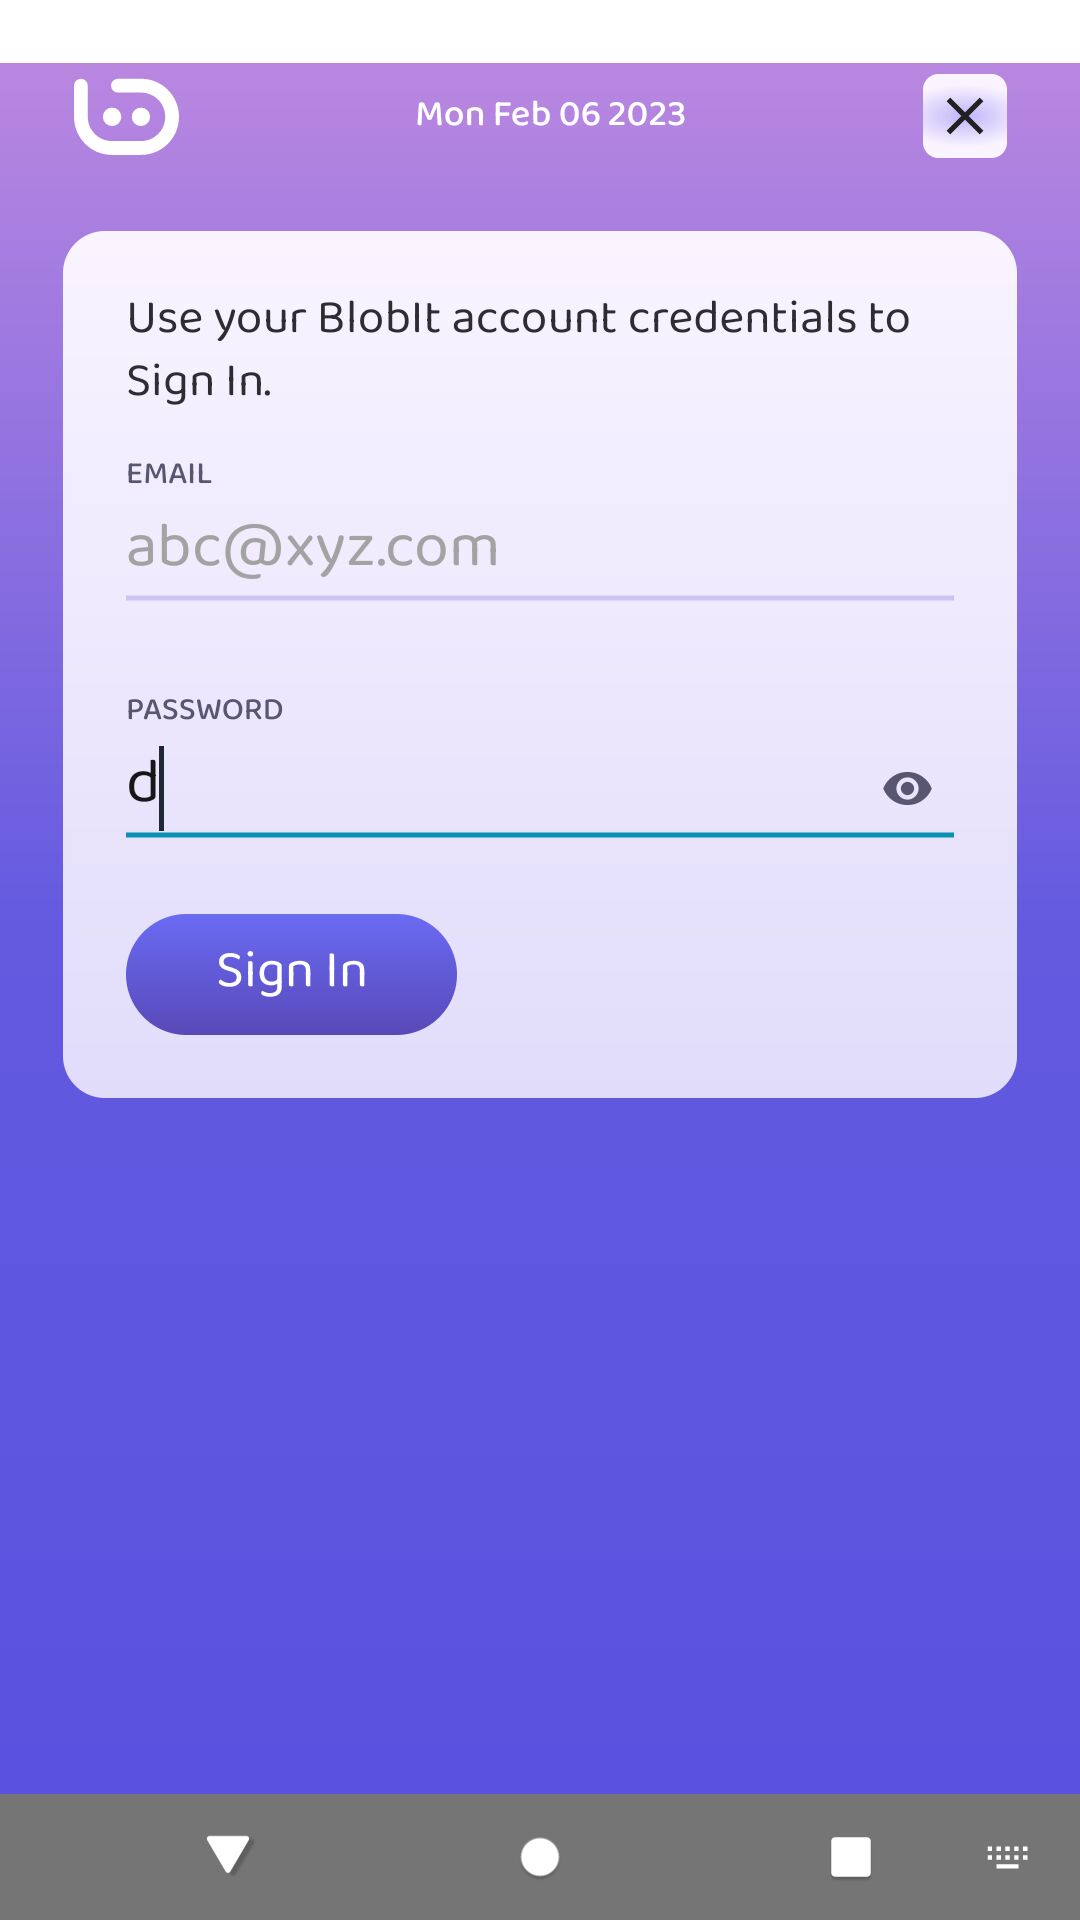 Mon Feb 06 2023
Use your BlobIt account credentials to
Sign In.
EMAIL
abc@xyz.com
PASSWORD
d
Sign In